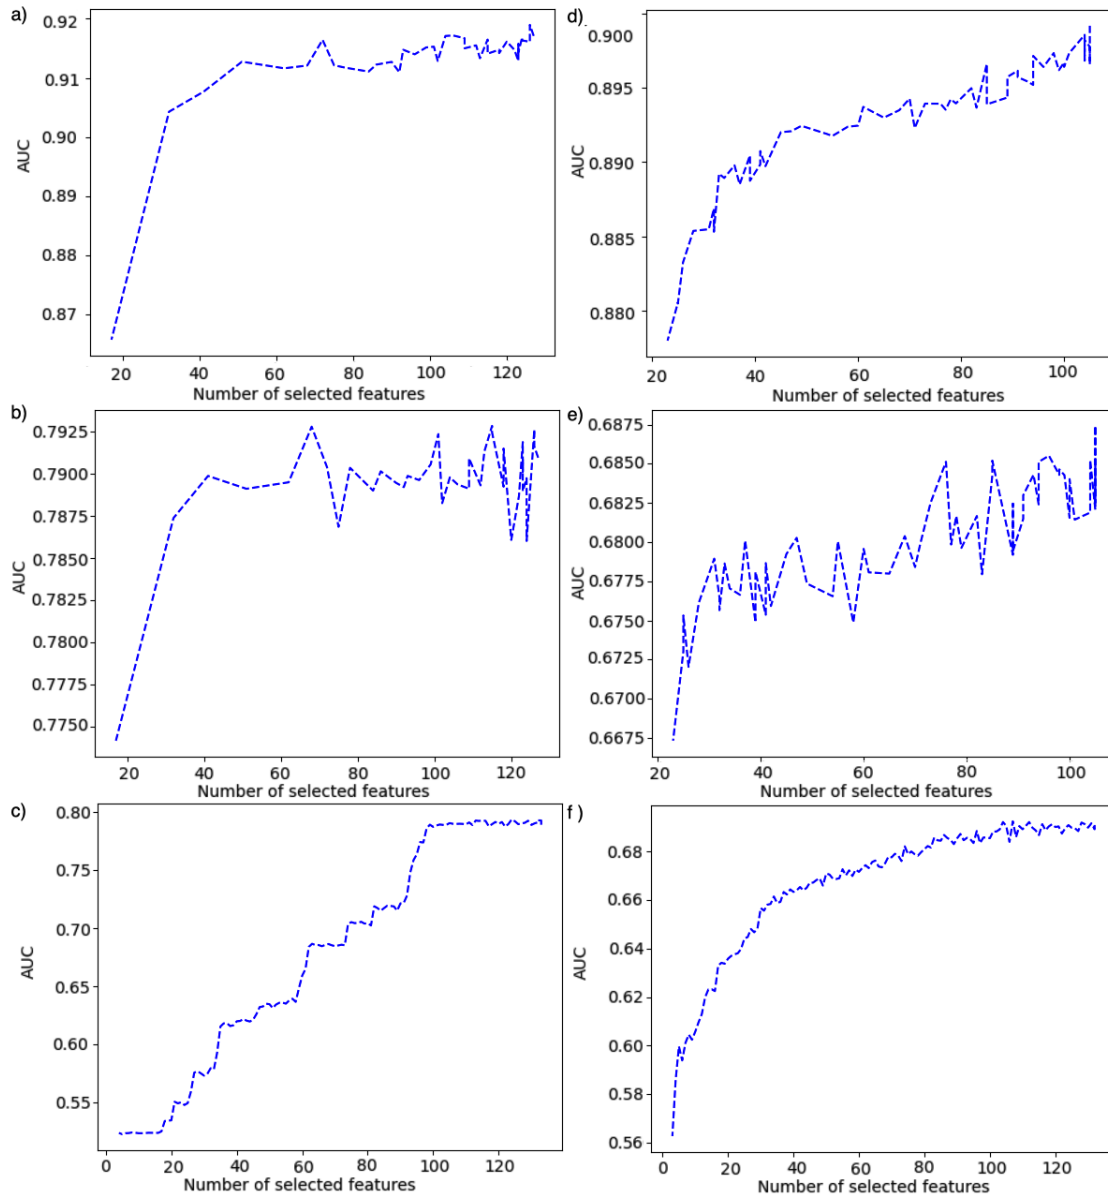 a)
0.92
0.91
0.90
0.89
0.88
0.87
AUC
20 40 60 80 100 120
Number of selected features
d)
0.900
0.895
0.890
0.885
0.880
AUC
20 40 60 80 100
Number of selected features
b)
0.7925
0.7900
0.7875
0.7850
0.7825
0.7800
0.7775
0.7750
AUC
20 40 60 80 100 120
Number of selected features
e)
0.6875
0.6850
0.6825
0.6800
0.6775
0.6750
0.6725
0.6700
0.6675
AUC
20 40 60 80 100
Number of selected features
c)
0.80
0.75
0.70
0.65
0.60
0.55
AUC
0 20 40 60 80 100 120
Number of selected features
f )
0.68
0.66
0.64
0.62
0.60
0.58
0.56
AUC
0 20 40 60 80 100 120
Number of selected features